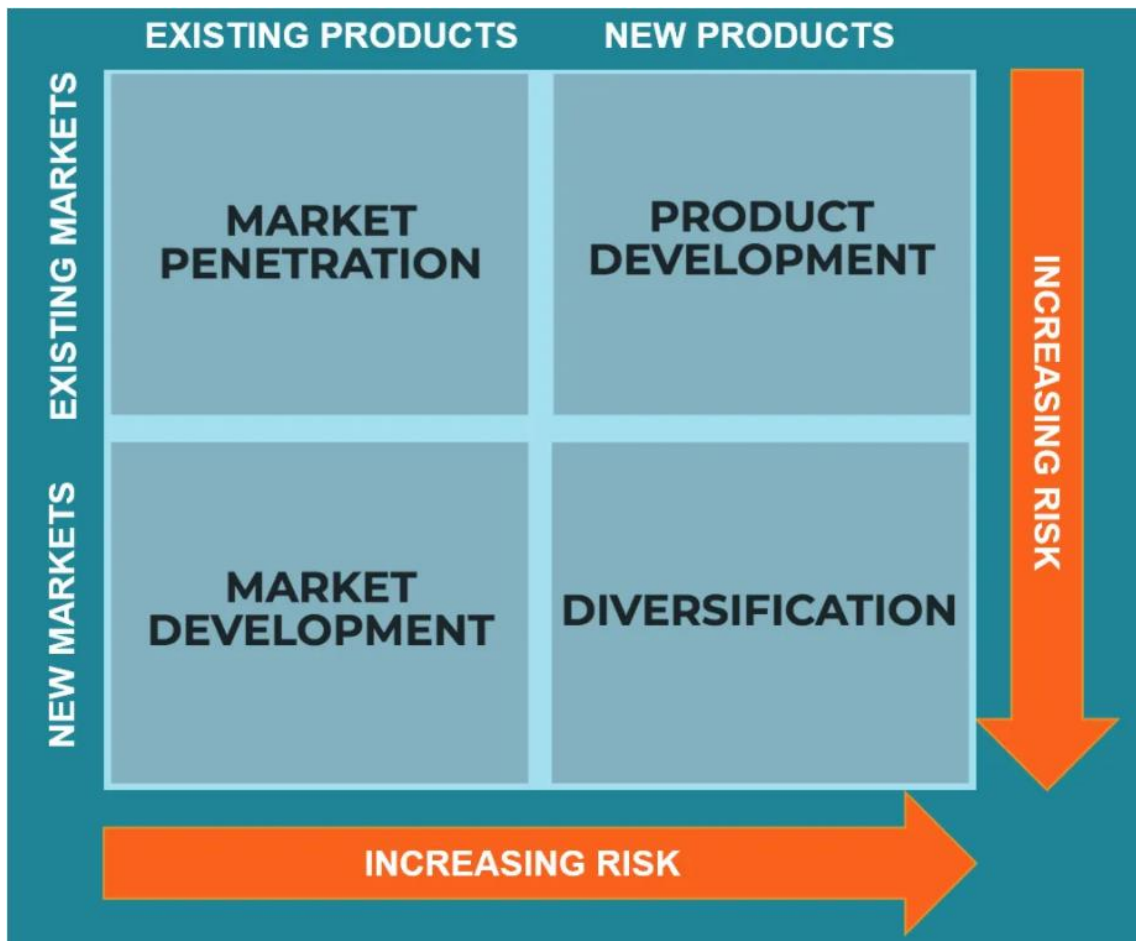 EXISTING PRODUCTS
NEW PRODUCTS
EXISTING MARKETS
MARKET
PENETRATION
PRODUCT
DEVELOPMENT
NEW MARKETS
MARKET
DEVELOPMENT
DIVERSIFICATION
INCREASING RISK
INCREASING RISK